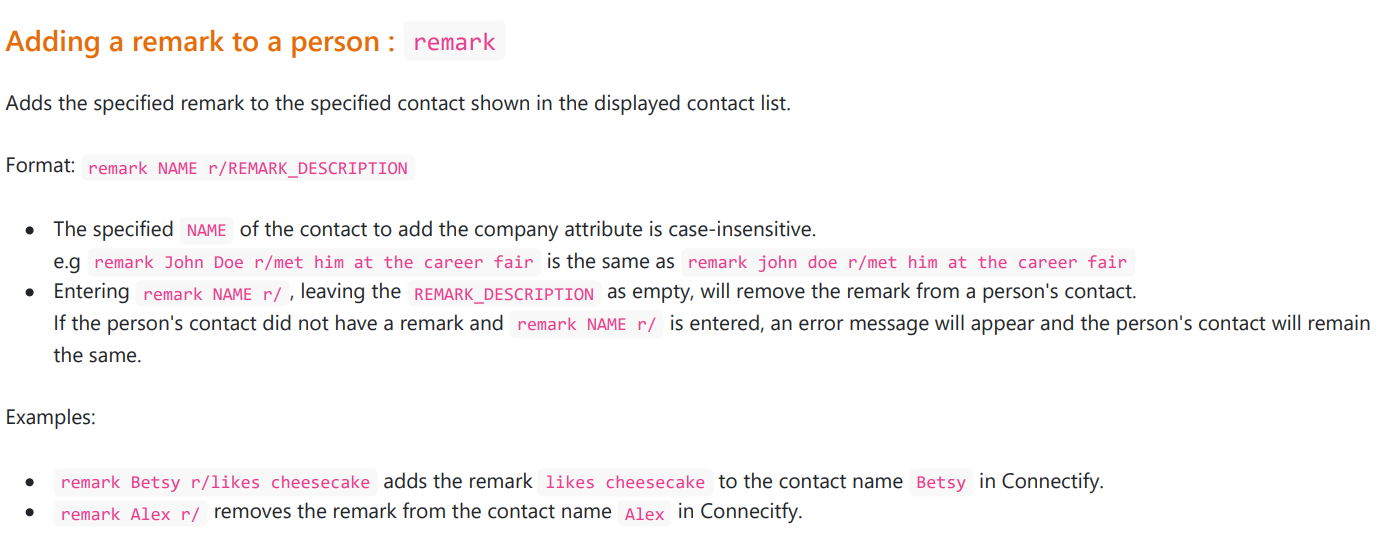 Adding a remark to a person : remark
Adds the specified remark to the specified contact shown in the displayed contact list.
Format: remark NAME r/REMARK_DESCRIPTION
• The specified NAME of the contact to add the company attribute is case-insensitive.
e.g remark John Doe r/met him at the career fair is the same as remark john doe r/met him at the career fair
• Entering remark NAME r/ , leaving the REMARK_DESCRIPTION as empty, will remove the remark from a person's contact.
If the person's contact did not have a remark and remark NAME r/ is entered, an error message will appear and the person's contact will remain
the same.
Examples:
• remark Betsy r/likes cheesecake adds the remark likes cheesecake to the contact name Betsy in Connectify.
• remark Alex r/ removes the remark from the contact name Alex in Connecitfy.